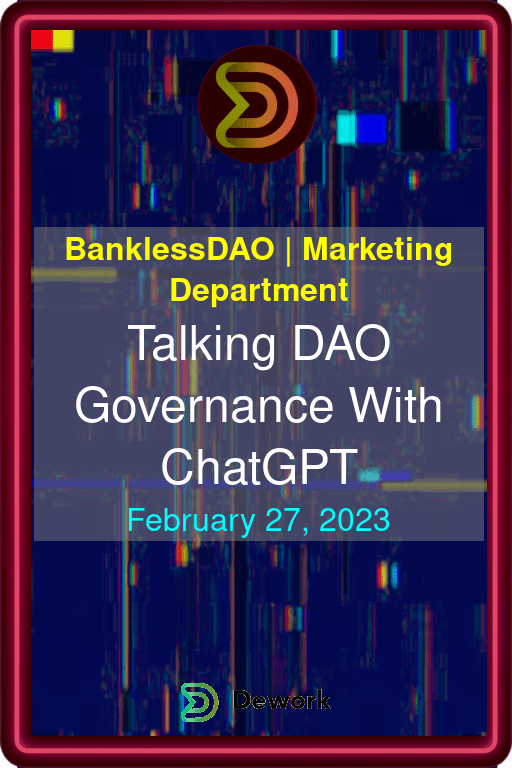 BanklessDAO | Marketing
Department
Talking DAO
Governance With
ChatGPT
February 27, 2023
Dework